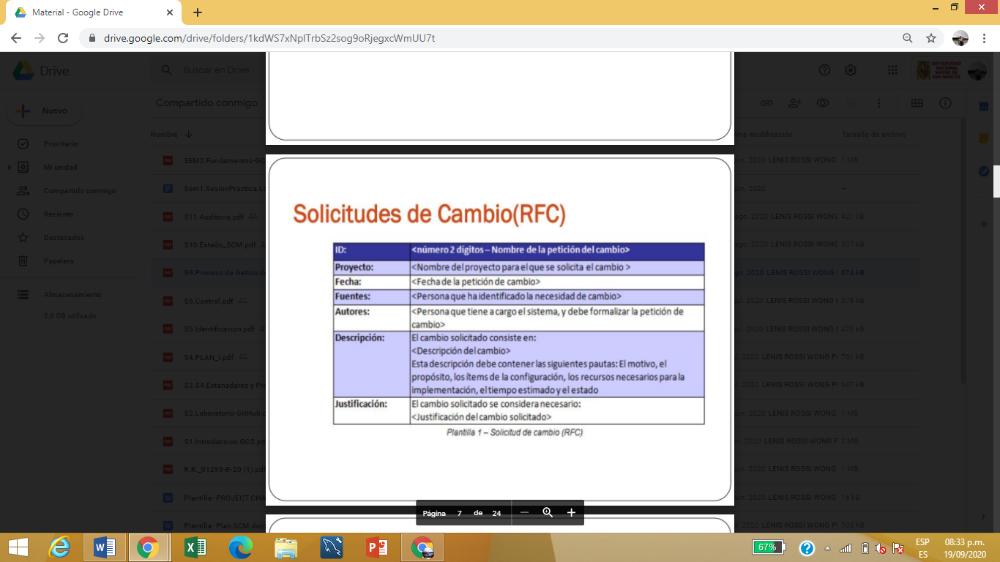 Material - Google Drive
drive.google.com/drive/folders/1kdWS7xNplTrbSz2sog9oRjegxcWmUU7t
Drive
Buscar en Drive
UNIVERSIDAD NACIONAL MAYOR DE SAN MARCOS
Nuevo
Compartido conmigo
Prioritario
Mi unidad
Compartido conmigo
Reciente
Destacados
Papelera
Almacenamiento
2,6 GB utilizado
Nombre
ma modificación Tamaño de archivo
SEM2.Fundamentos-GC un. 2020 LENIS ROSSI WONG 1 MB
Sem1.SesionPractica.La un. 2020 —
S11.Auditoria.pdf ago. 2020 LENIS ROSSI WONG 421 kB
S10.Estado_SCM.pdf ago. 2020 LENIS ROSSI WONG 537 kB
S9.Proceso de Getion de go. 2020 LENIS ROSSI WONG 674 kB
S6.Control.pdf ul. 2020 LENIS ROSSI WONG 373 kB
S5.Identificacion.pdf ul. 2020 LENIS ROSSI WONG 470 kB
S4.PLAN_I.pdf 2020 LENIS ROSSI WONG 761 kB
S3.S4.Estanadares y Pr 2020 LENIS ROSSI WONG 697 kB
S2.Laboratorio-GitHub.p 2020 LENIS ROSSI WONG 1 MB
S1.Introduccion GCS.pd un. 2020 LENIS ROSSI WONG 2 MB
R.R._01293-R-20 (1).pdf un. 2020 LENIS ROSSI WONG 1 MB
Plantilla- PROJECT CHA un. 2020 LENIS ROSSI WONG 16 kB
Plantilla- Plan SCM.doc un. 2020 LENIS ROSSI WONG 705 kB
Solicitudes de Cambio(RFC)
ID: <número 2 dígitos – Nombre de la petición del cambio>
Proyecto: <Nombre del proyecto para el que se solicita el cambio >
Fecha: <Fecha de la petición de cambio>
Fuentes: <Persona que ha identificado la necesidad de cambio>
Autores: <Persona que tiene a cargo el sistema, y debe formalizar la petición de
cambio>
Descripción: El cambio solicitado consiste en:
<Descripción del cambio>
Esta descripción debe contener las siguientes pautas: El motivo, el
propósito, los ítems de la configuración, los recursos necesarios para la
implementación, el tiempo estimado y el estado
Justificación: El cambio solicitado se considera necesario:
<Justificación del cambio solicitado>
Plantilla 1 – Solicitud de cambio (RFC)
Página 7 de 24
67%
ESP
ES
08:33 p.m.
19/09/2020